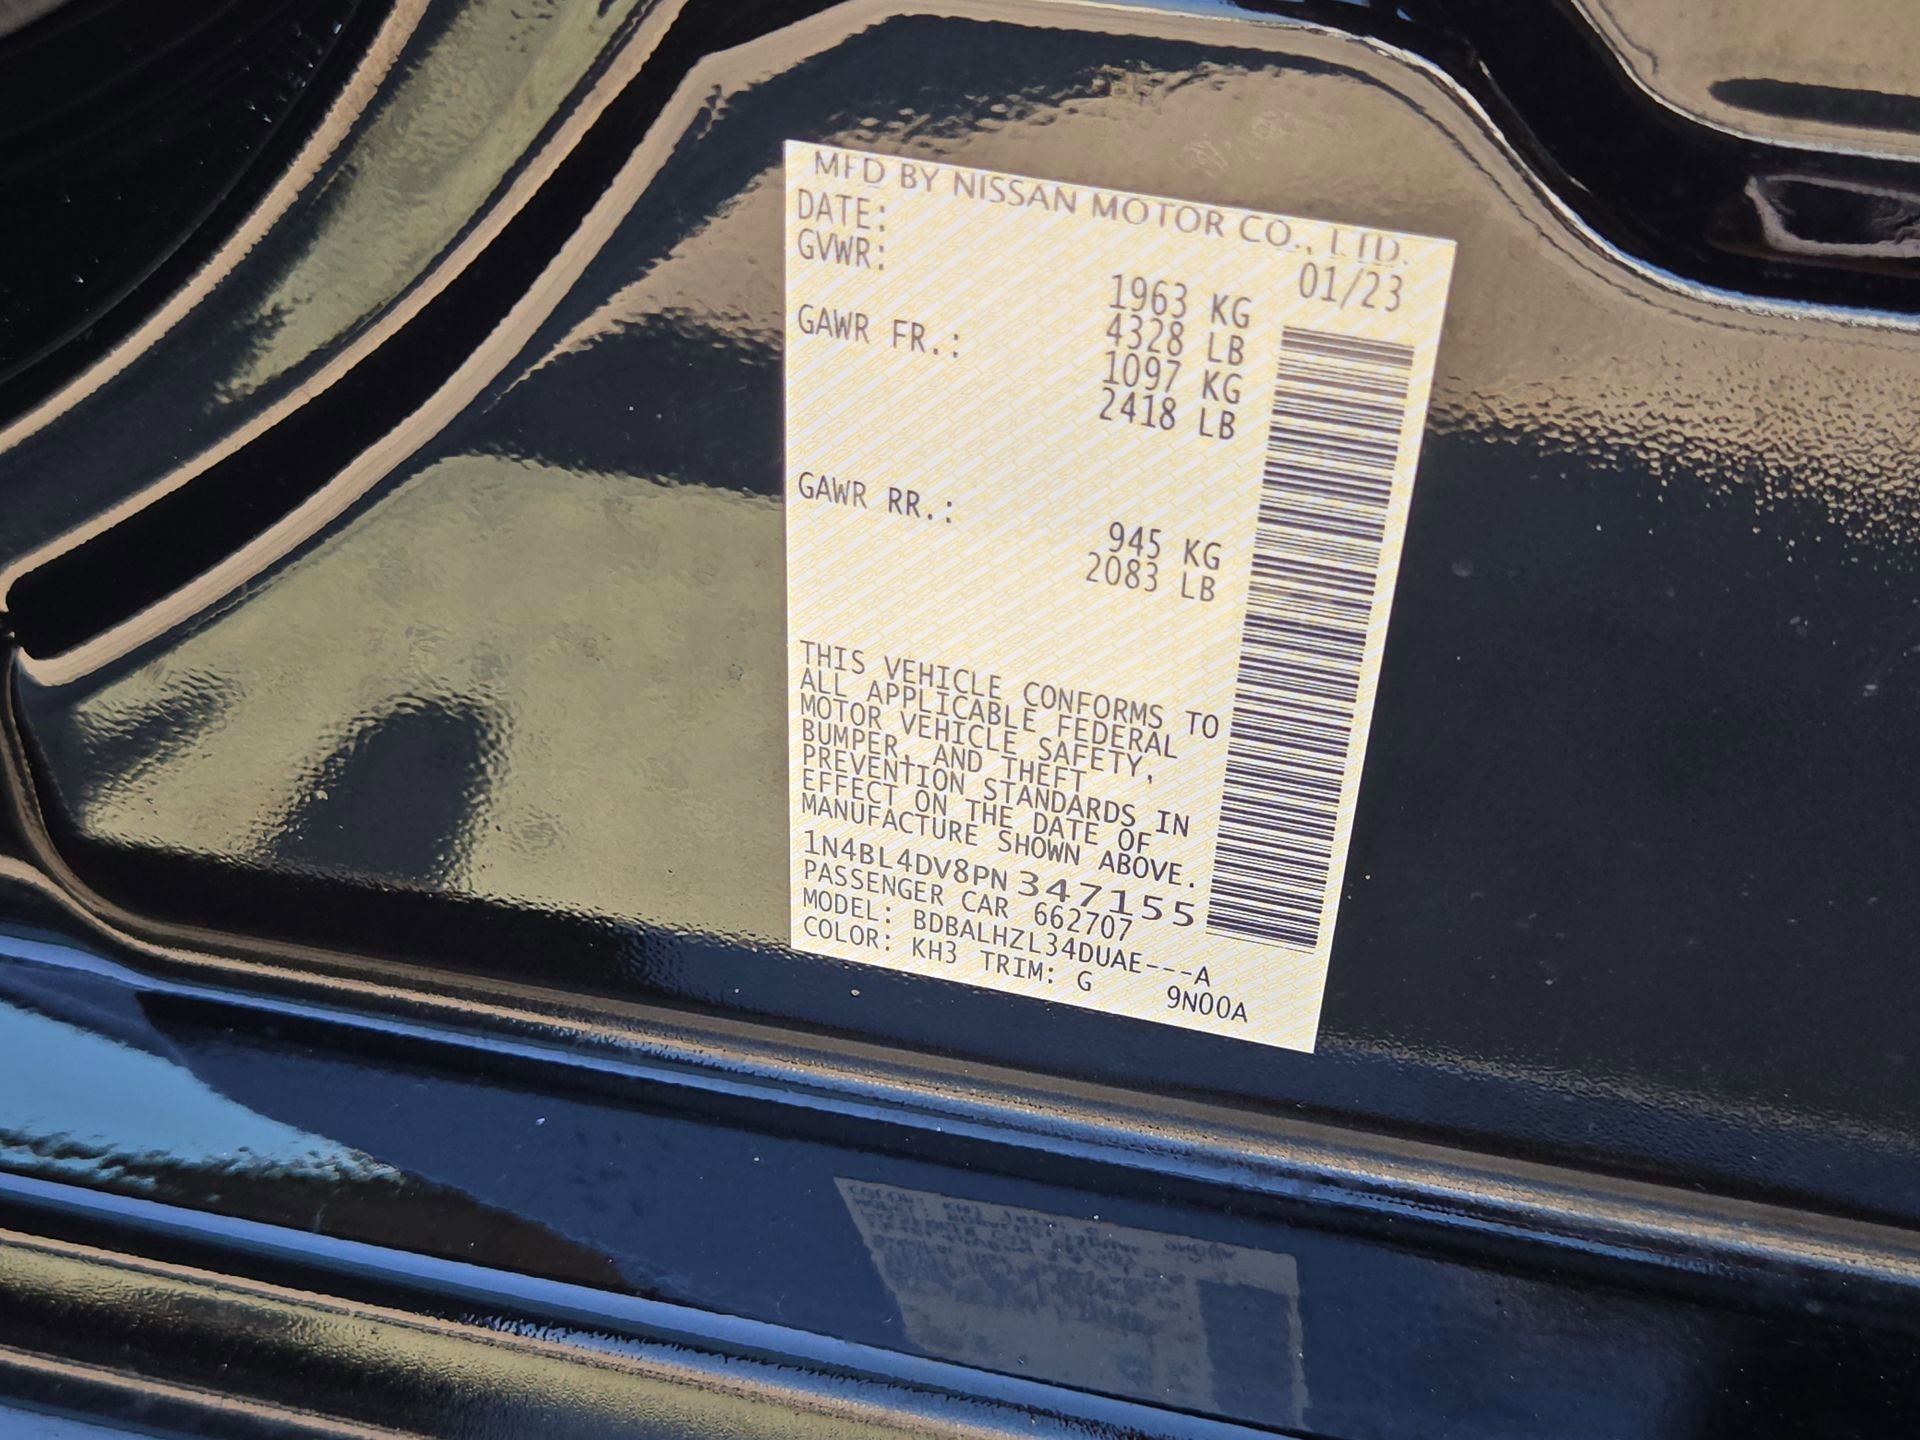 MFD BY NISSAN MOTOR CO., LTD.
DATE: 01/23
GVWR: 1963 KG
4328 LB
GAWR FR.: 1097 KG
2418 LB
GAWR RR.: 945 KG
2083 LB
THIS VEHICLE CONFORMS TO
ALL APPLICABLE FEDERAL
MOTOR VEHICLE SAFETY,
BUMPER, AND THEFT
PREVENTION STANDARDS IN
EFFECT ON THE DATE OF
MANUFACTURE SHOWN ABOVE.
1N4BL4DV8PN347155
PASSENGER CAR 662707
MODEL: BDBALHZL34DUAE---A
COLOR: KH3 TRIM: G 9N00A